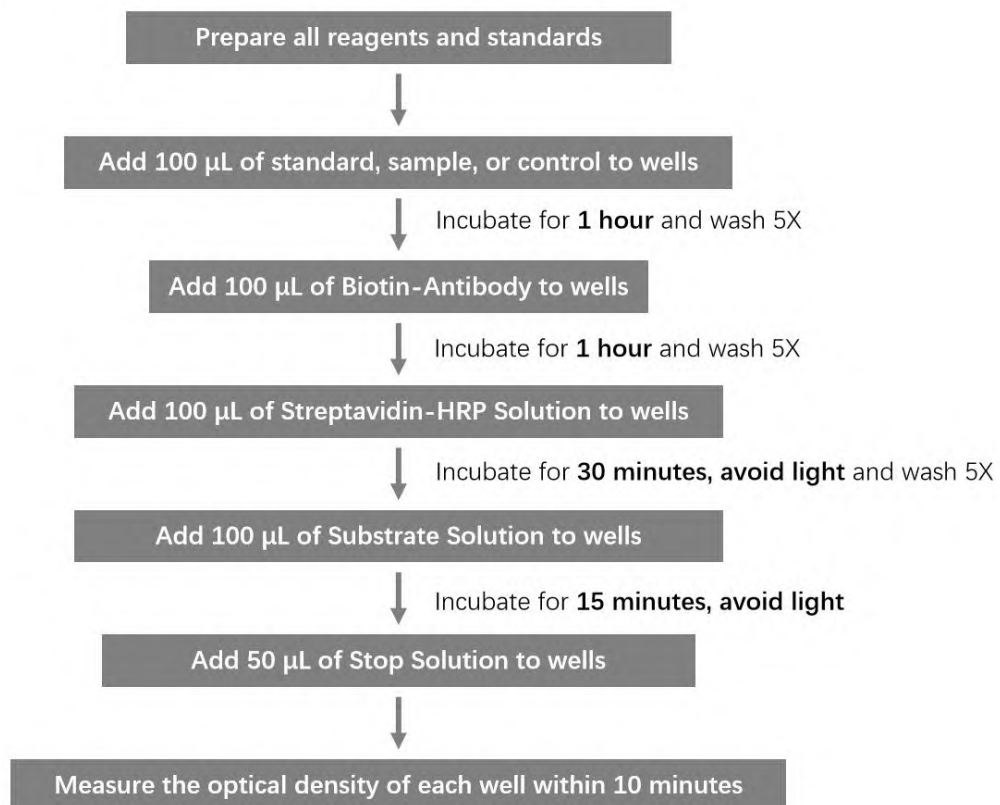 Prepare all reagents and standards
Add 100 μL of standard, sample, or control to wells
Incubate for 1 hour and wash 5X
Add 100 μL of Biotin-Antibody to wells
Incubate for 1 hour and wash 5X
Add 100 μL of Streptavidin-HRP Solution to wells
Incubate for 30 minutes, avoid light and wash 5X
Add 100 μL of Substrate Solution to wells
Incubate for 15 minutes, avoid light
Add 50 μL of Stop Solution to wells
Measure the optical density of each well within 10 minutes